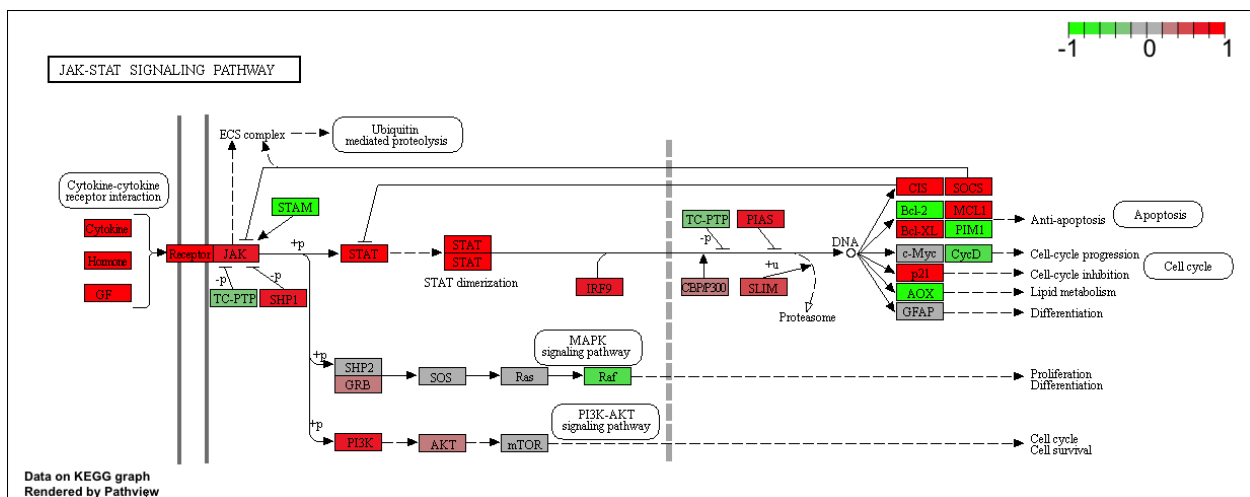 -1 0 1
JAK-STAT SIGNALING PATHWAY
ECS complex
Ubiquitin
mediated proteolysis
Cytokine-cytokine
receptor interaction
Cytokine
Hormone
GF
Receptor
JAK
STAM
+p
TC-PTP
-p
SHP1
-p
STAT
STAT
STAT
STAT dimerization
IRF9
TC-PTP
-p
PIAS
CBP/P300
+u
SLIM
Proteasome
DNA
CIS
SOCS
Bcl-2
MCL1
Bcl-XL
PIM1
Anti-apoptosis
Apoptosis
c-Myc
CycD
Cell-cycle progression
Cell cycle
p21
Cell-cycle inhibition
AOX
Lipid metabolism
GFAP
Differentiation
+p
SHP2
GRB
SOS
Ras
Raf
MAPK
signaling pathway
Proliferation
Differentiation
+p
PI3K
AKT
mTOR
PI3K-AKT
signaling pathway
Cell cycle
Cell survival
Data on KEGG graph
Rendered by Pathview